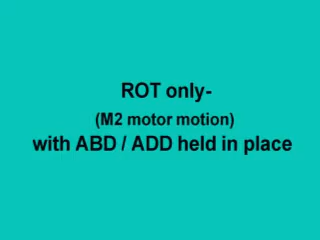 ROT only-
(M2 motor motion)
with ABD / ADD held in place